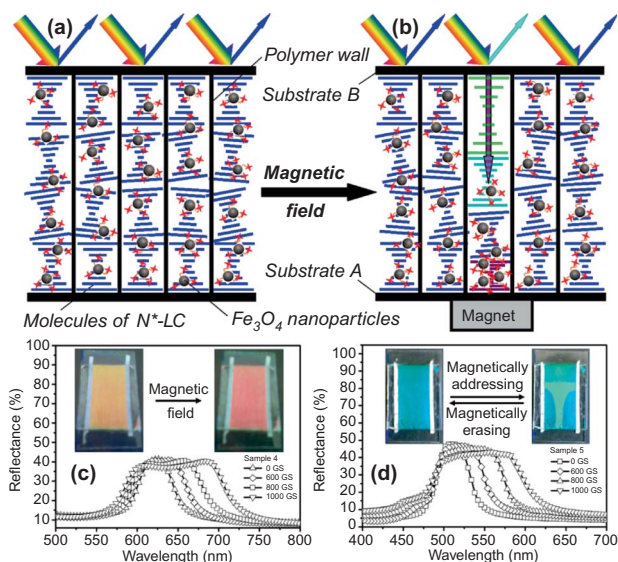 (a)
Polymer wall
Substrate B
Magnetic
field
Substrate A
Molecules of N*-LC
Fe3O4 nanoparticles
(b)
Magnet
100
90
80
70
60
50
40
30
20
10
Reflectance (%)
Magnetic
field
(c)
Sample 4
0 GS
600 GS
800 GS
1000 GS
500 550 600 650 700 750 800
Wavelength (nm)
100
90
80
70
60
50
40
30
20
10
0
Reflectance (%)
Magnetically
addressing
Magnetically
erasing
(d)
Sample 5
0 GS
600 GS
800 GS
1000 GS
400 450 500 550 600 650 700
Wavelength (nm)